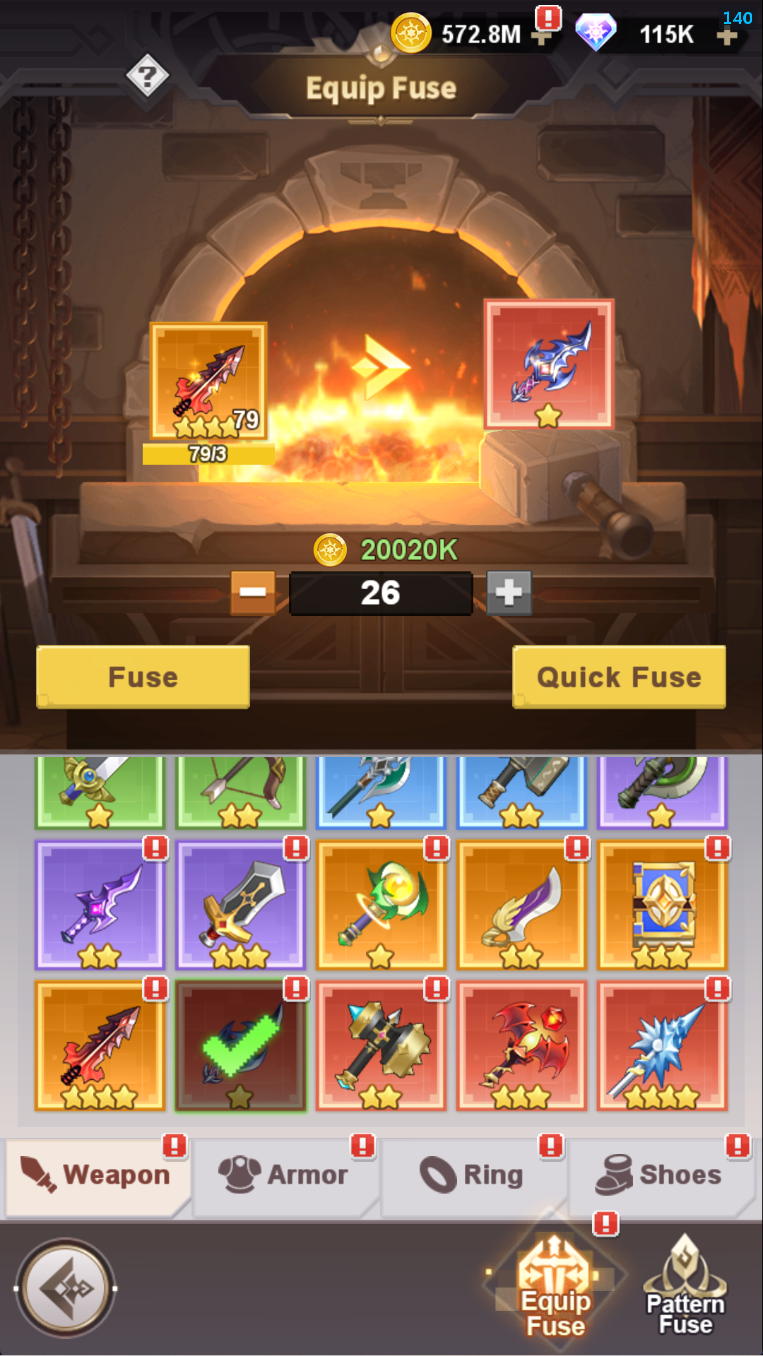 140
572.8M
115K
Equip Fuse
79
79/3
20020K
26
Fuse
Quick Fuse
Weapon
Armor
Ring
Shoes
Equip
Fuse
Pattern
Fuse